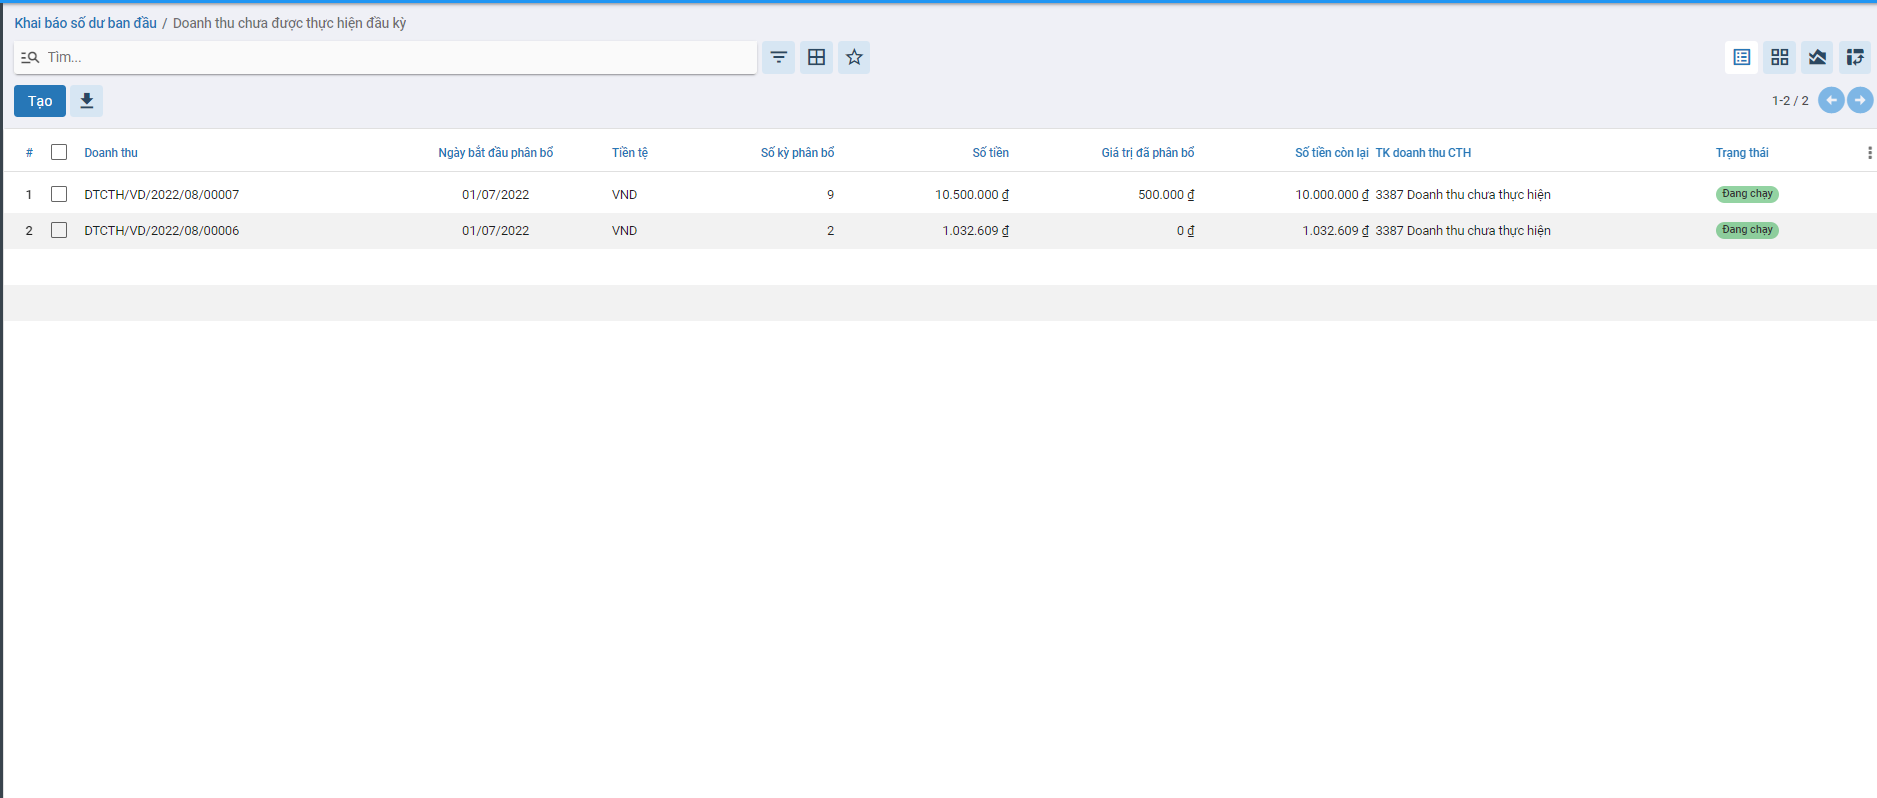 Khai báo số dư ban đầu / Doanh thu chưa được thực hiện đầu kỳ
Tìm...
Tạo
1-2 / 2
# Doanh thu Ngày bắt đầu phân bổ Tiền tệ Số kỳ phân bổ Số tiền Giá trị đã phân bổ Số tiền còn lại TK doanh thu CTH Trạng thái
1 DTCTH/VD/2022/08/00007 01/07/2022 VND 9 10.500.000 ₫ 500.000 ₫ 10.000.000 ₫ 3387 Doanh thu chưa thực hiện Đang chạy
2 DTCTH/VD/2022/08/00006 01/07/2022 VND 2 1.032.609 ₫ 0 ₫ 1.032.609 ₫ 3387 Doanh thu chưa thực hiện Đang chạy